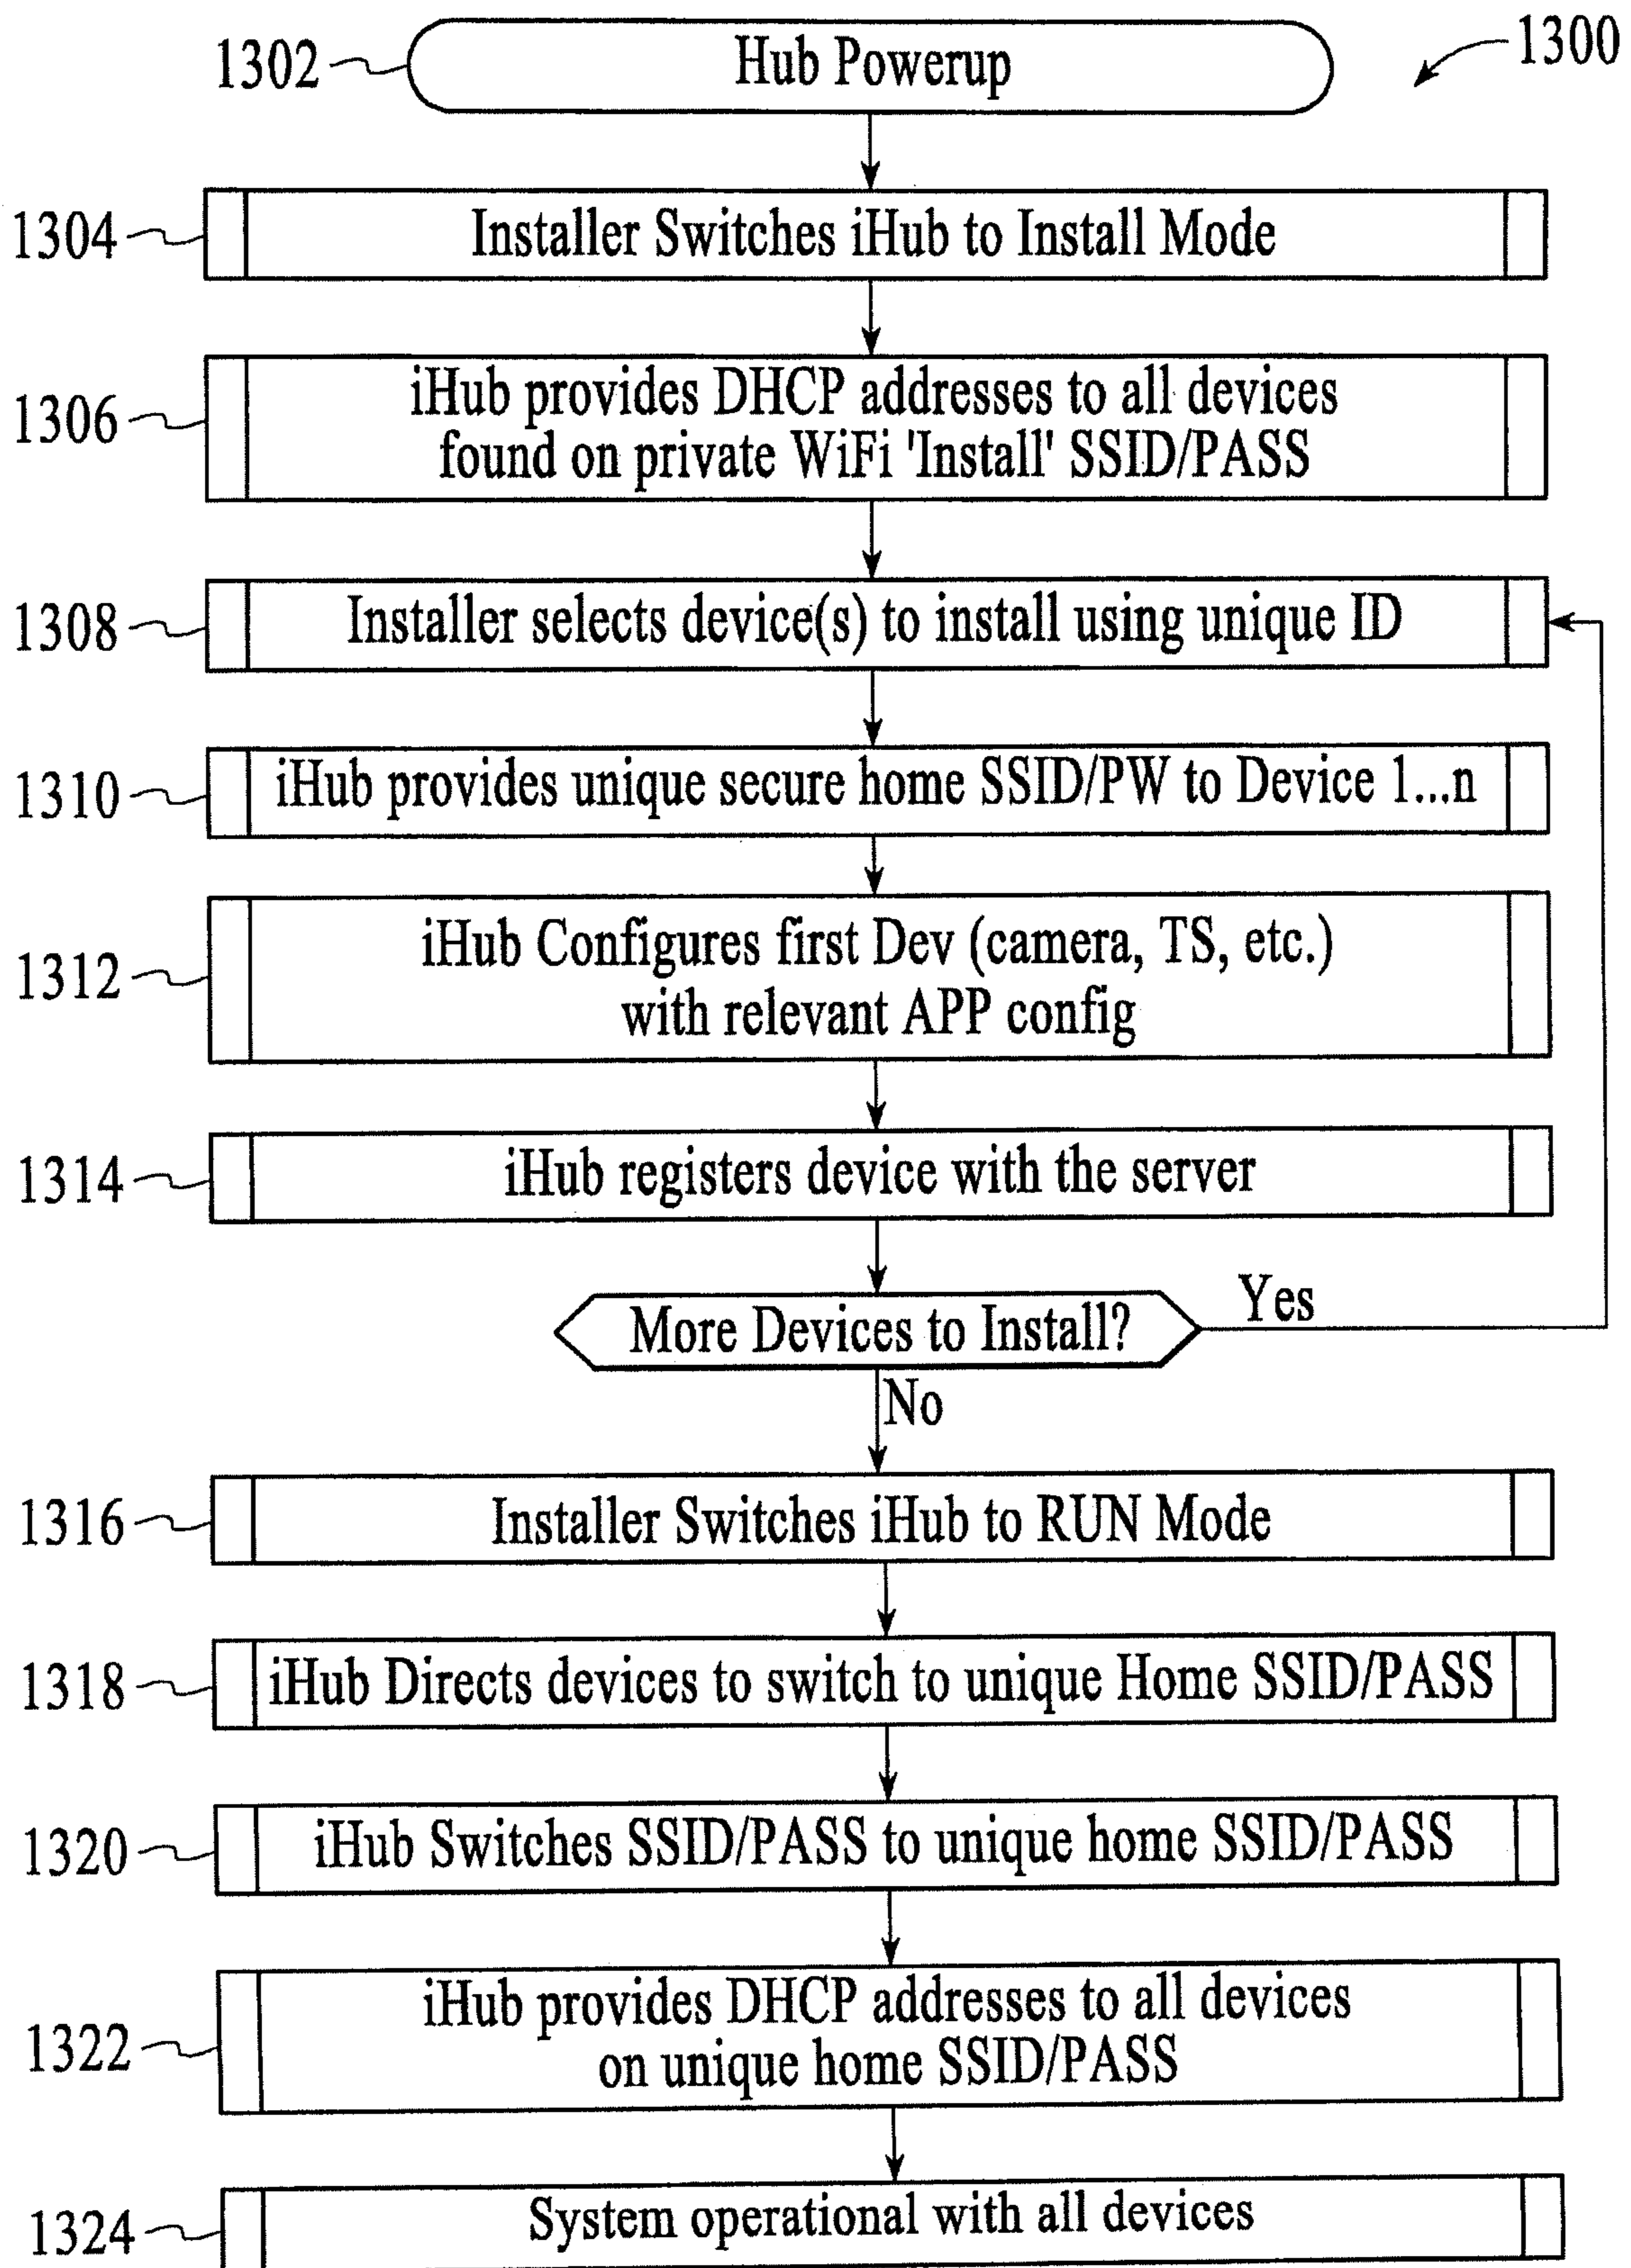 1300
1302
Hub Powerup
1304
Installer Switches iHub to Install Mode
1306
iHub provides DHCP addresses to all devices
found on private WiFi 'Install' SSID/PASS
1308
Installer selects device(s) to install using unique ID
1310
iHub provides unique secure home SSID/PW to Device 1...n
1312
iHub Configures first Dev (camera, TS, etc.)
with relevant APP config
1314
iHub registers device with the server
More Devices to Install?
Yes
No
1316
Installer Switches iHub to RUN Mode
1318
iHub Directs devices to switch to unique Home SSID/PASS
1320
iHub Switches SSID/PASS to unique home SSID/PASS
1322
iHub provides DHCP addresses to all devices
on unique home SSID/PASS
1324
System operational with all devices